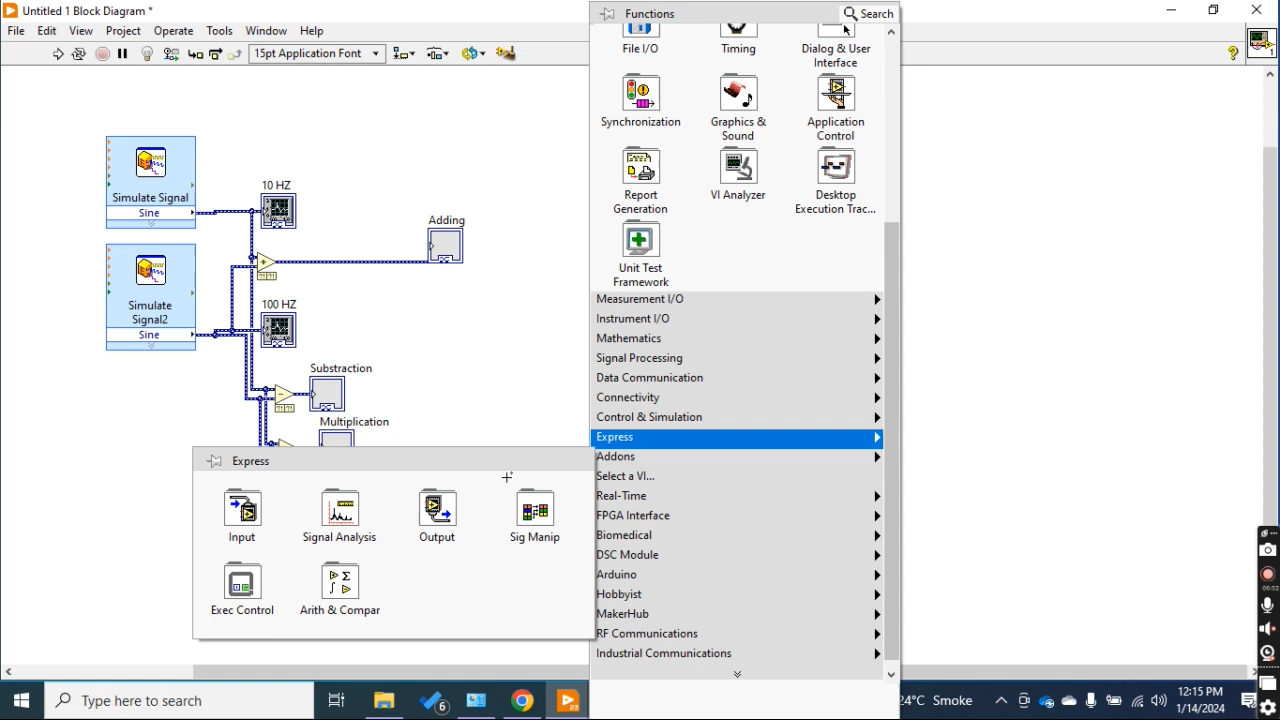 Untitled 1 Block Diagram *
File Edit View Project Operate Tools Window Help
15pt Application Font
Functions
Search
File I/O
Timing
Dialog & User
Interface
Synchronization
Graphics &
Sound
Application
Control
Report
Generation
VI Analyzer
Desktop
Execution Trac...
Unit Test
Framework
Measurement I/O
Instrument I/O
Mathematics
Signal Processing
Data Communication
Connectivity
Control & Simulation
Express
Addons
Select a VI...
Real-Time
FPGA Interface
Biomedical
DSC Module
Arduino
Hobbyist
MakerHub
RF Communications
Industrial Communications
Simulate Signal
Sine
Simulate
Signal2
Sine
10 HZ
Adding
100 HZ
Substraction
Multiplication
Express
Input
Signal Analysis
Output
Sig Manip
Exec Control
Arith & Compar
Type here to search
6
24°C Smoke
12:15 PM
1/14/2024